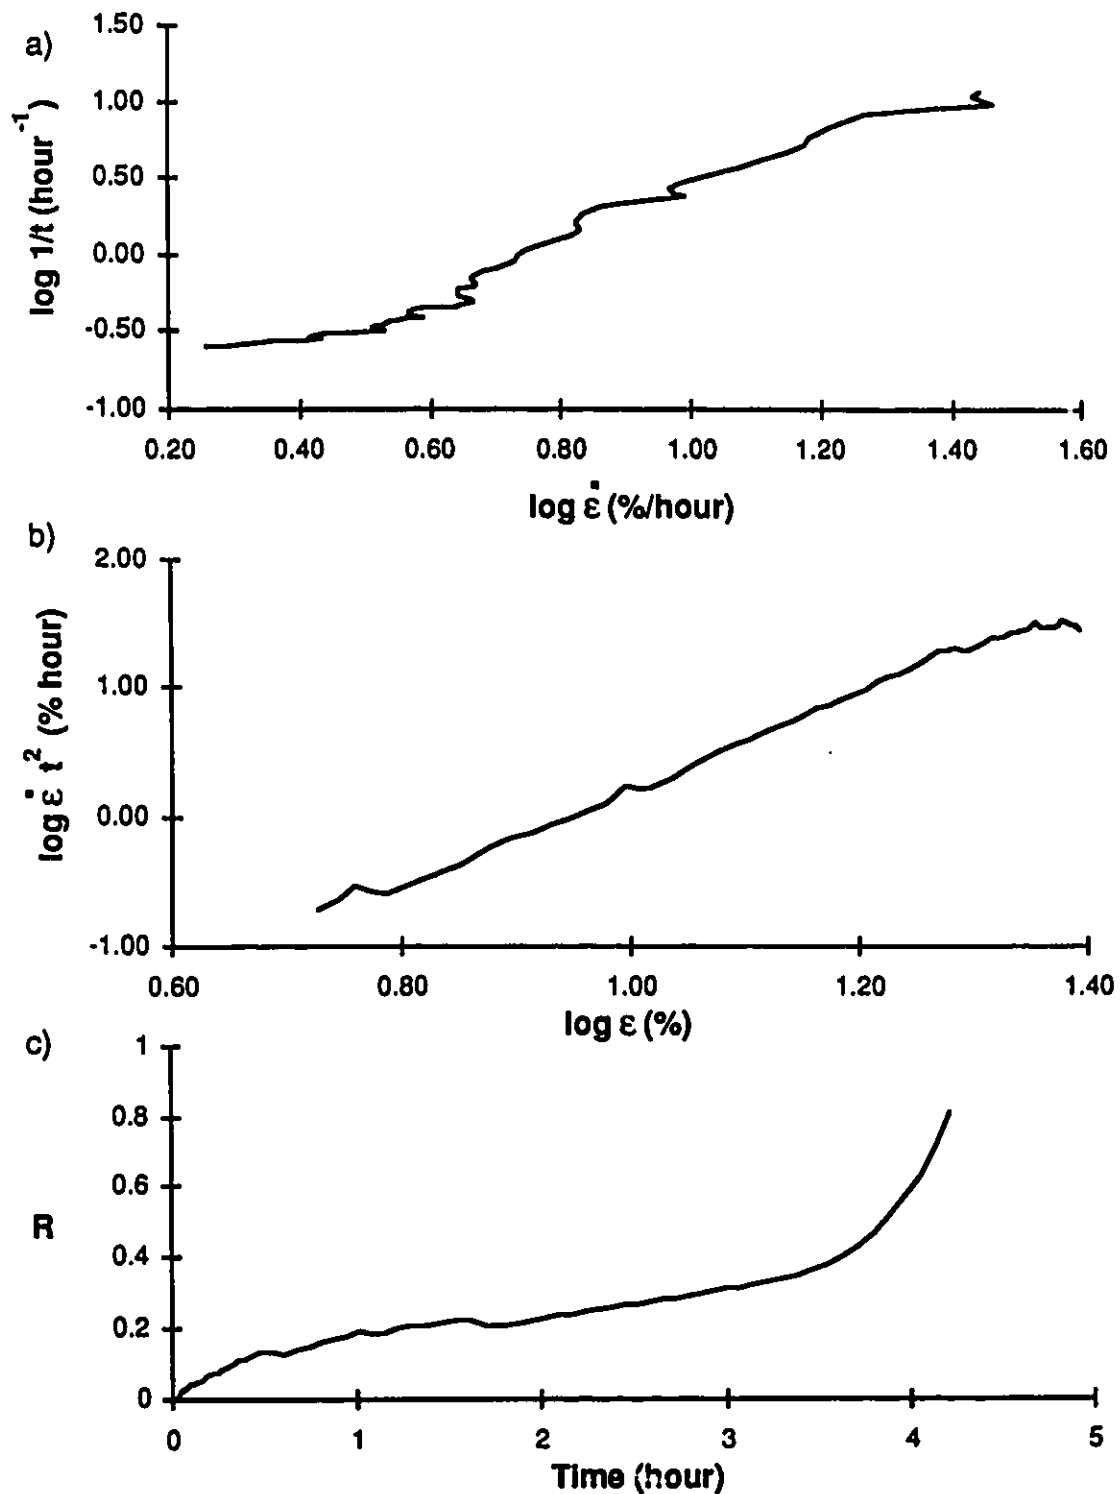 a)
log 1/t (hour⁻¹)
1.50
1.00
0.50
0.00
-0.50
-1.00
0.20 0.40 0.60 0.80 1.00 1.20 1.40 1.60
log ε̇ (%/hour)
b)
log ε̇ t² (% hour)
2.00
1.00
0.00
-1.00
0.60 0.80 1.00 1.20 1.40
log ε (%)
c)
R
1
0.8
0.6
0.4
0.2
0
0 1 2 3 4 5
Time (hour)